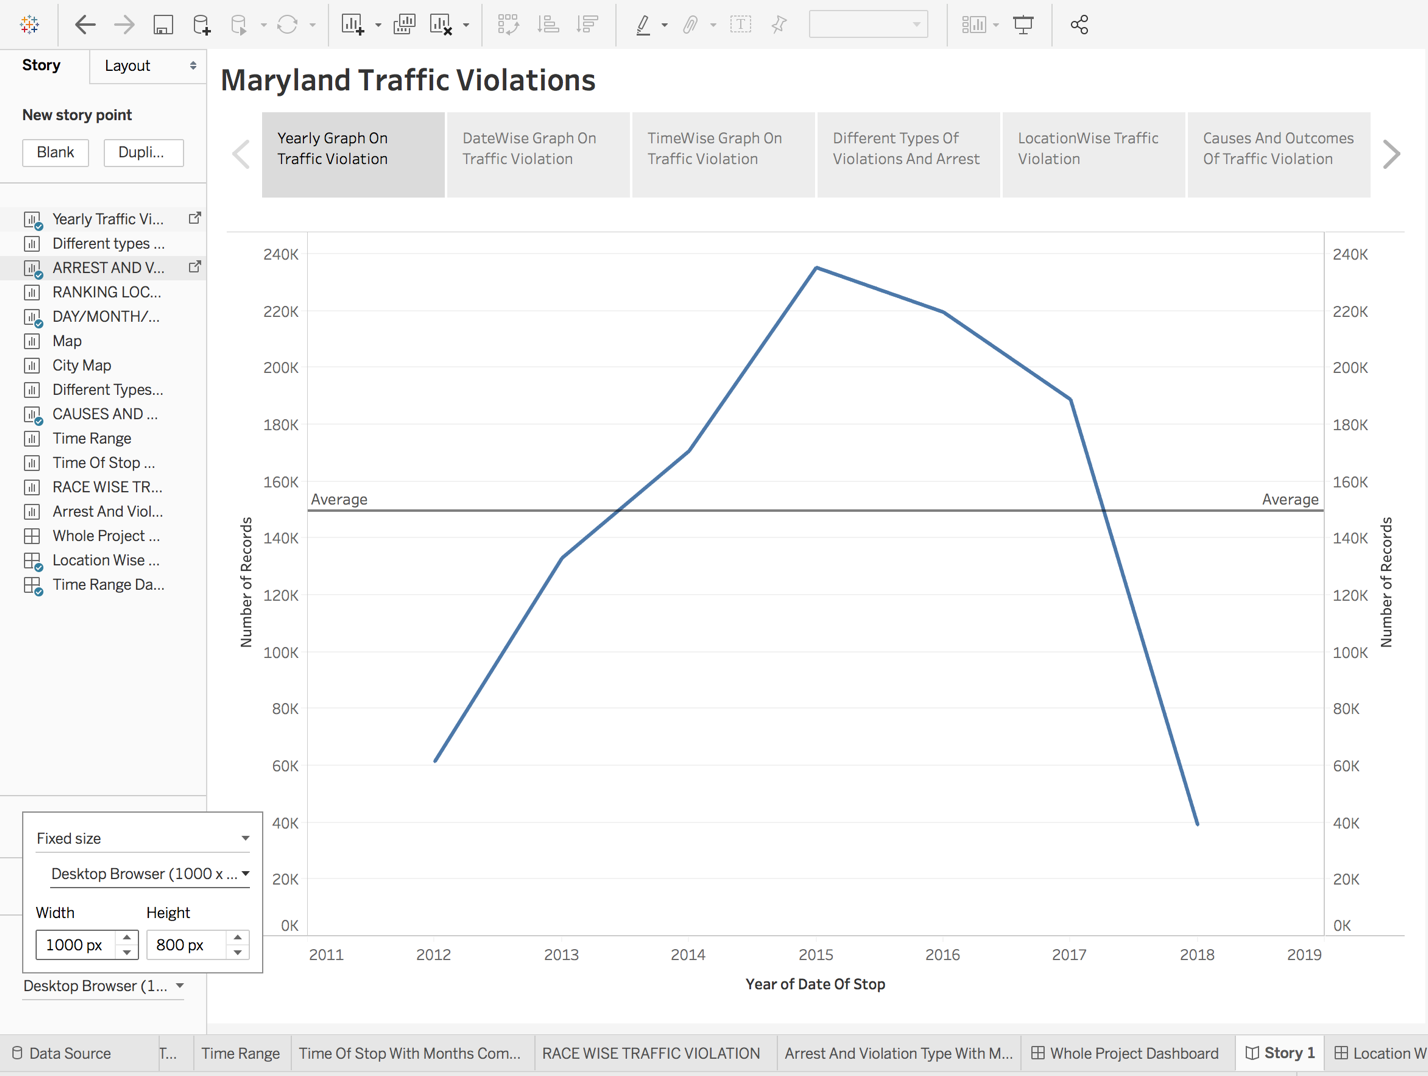 Story
Layout
New story point
Blank
Dupli...
Yearly Traffic Vi...
Different types ...
ARREST AND V...
RANKING LOC...
DAY/MONTH/...
Map
City Map
Different Types...
CAUSES AND ...
Time Range
Time Of Stop ...
RACE WISE TR...
Arrest And Viol...
Whole Project ...
Location Wise ...
Time Range Da...
Fixed size
Desktop Browser (1000 x ...
Width Height
1000 px 800 px
Desktop Browser (1...
Maryland Traffic Violations
Yearly Graph On
Traffic Violation
DateWise Graph On
Traffic Violation
TimeWise Graph On
Traffic Violation
Different Types Of
Violations And Arrest
LocationWise Traffic
Violation
Causes And Outcomes
Of Traffic Violation
Number of Records
240K
220K
200K
180K
160K
140K
120K
100K
80K
60K
40K
20K
0K
Average
Average
240K
220K
200K
180K
160K
140K
120K
100K
80K
60K
40K
20K
0K
Number of Records
2011 2012 2013 2014 2015 2016 2017 2018 2019
Year of Date Of Stop
Data Source
T...
Time Range
Time Of Stop With Months Com...
RACE WISE TRAFFIC VIOLATION
Arrest And Violation Type With M...
Whole Project Dashboard
Story 1
Location W